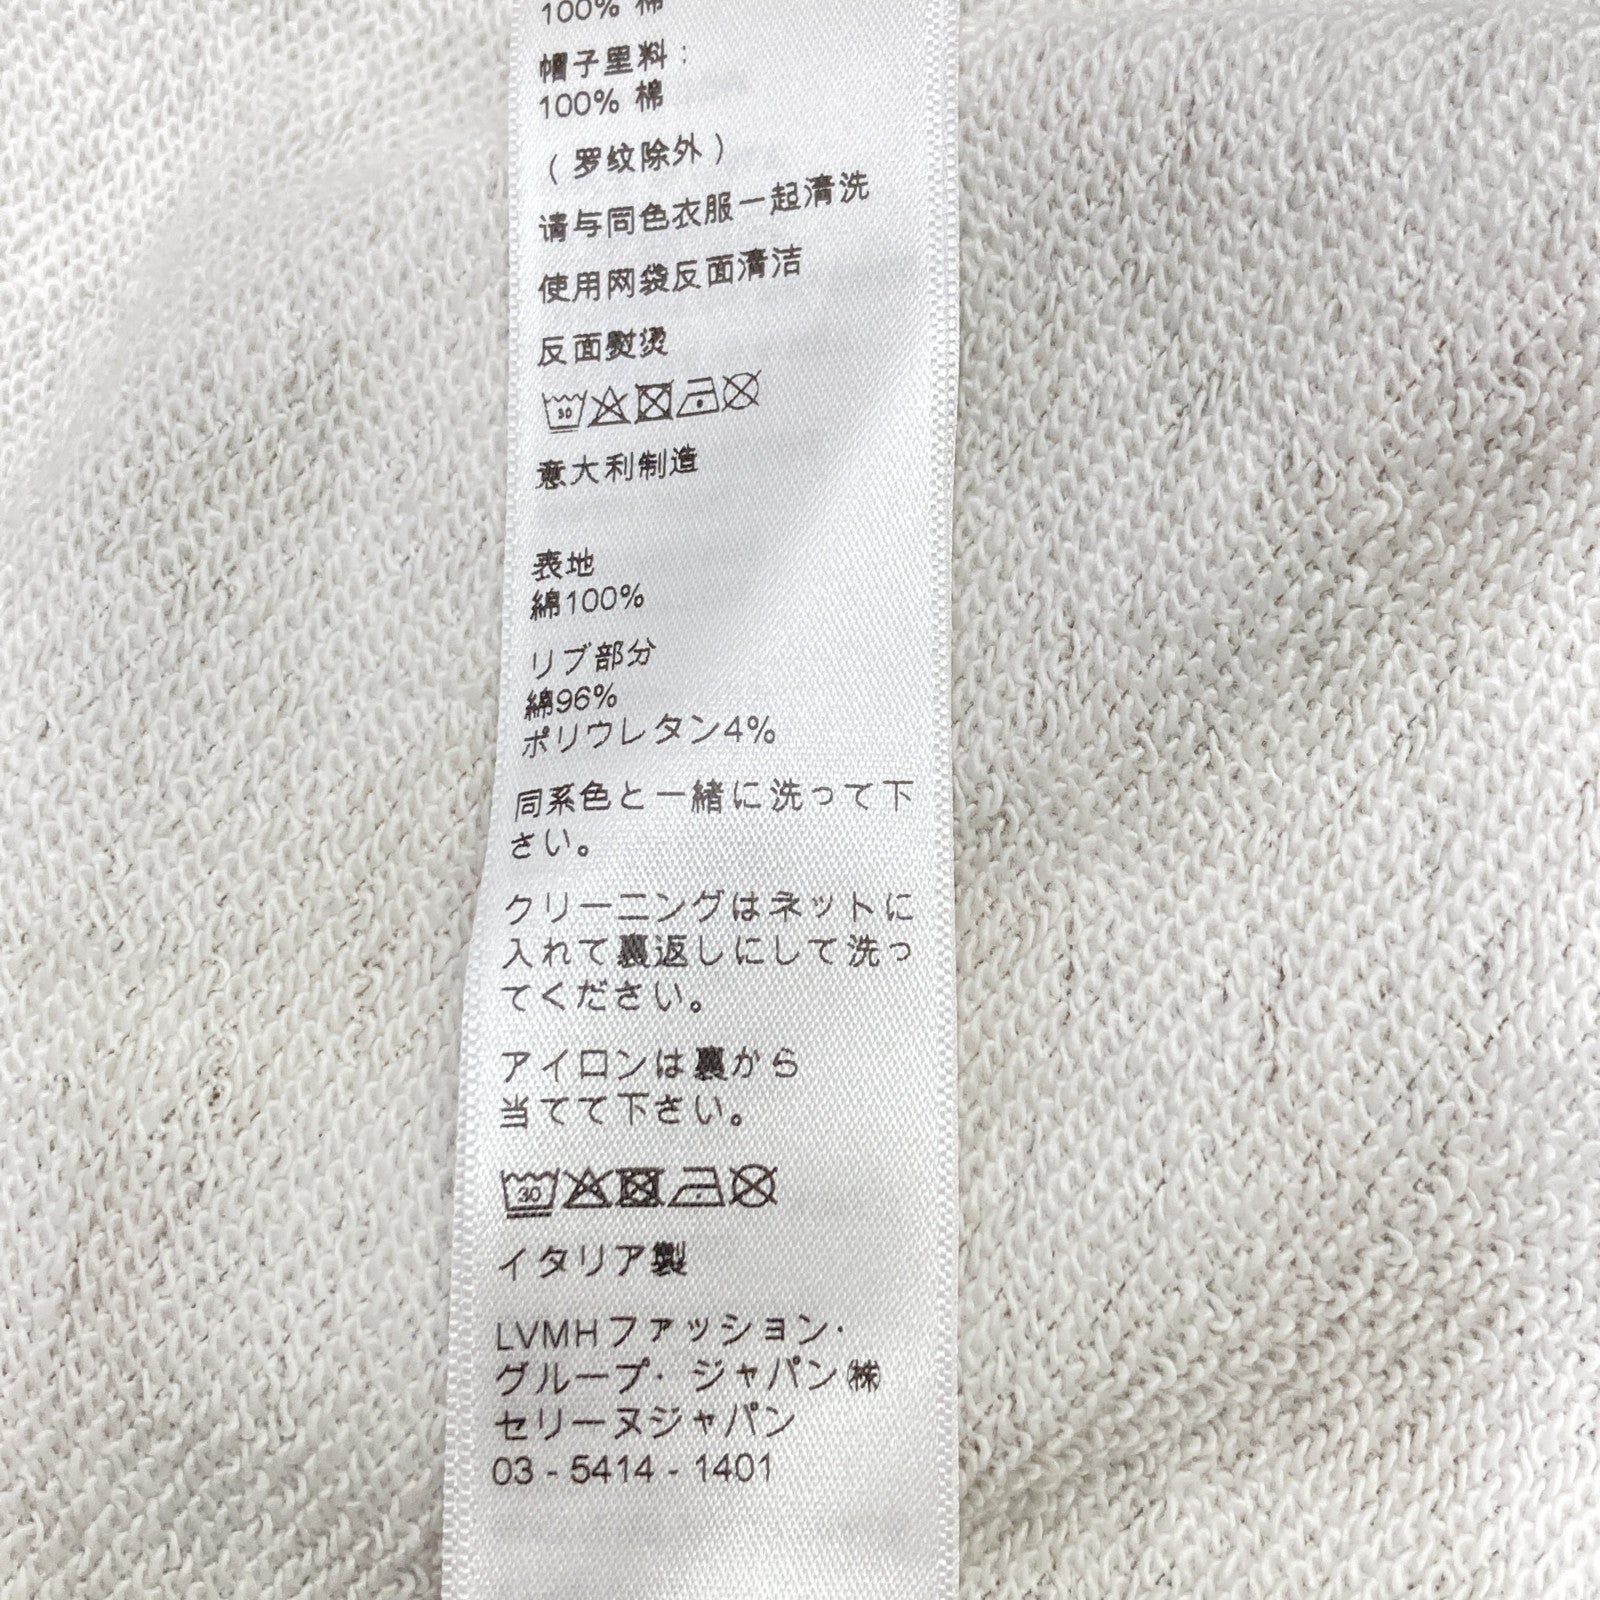 100% 棉
帽子里料：
100% 棉
（罗纹除外）
请与同色衣服一起清洗
使用网袋反面清洁
反面熨烫
30
意大利制造
表地
綿100%
リブ部分
綿96%
ポリウレタン4%
同系色と一緒に洗って下
さい。
クリーニングはネットに
入れて裏返しにして洗っ
てください。
アイロンは裏から
当てて下さい。
30
イタリア製
LVMHファッション・
グループ・ジャパン㈱
セリーヌジャパン
03 - 5414 - 1401